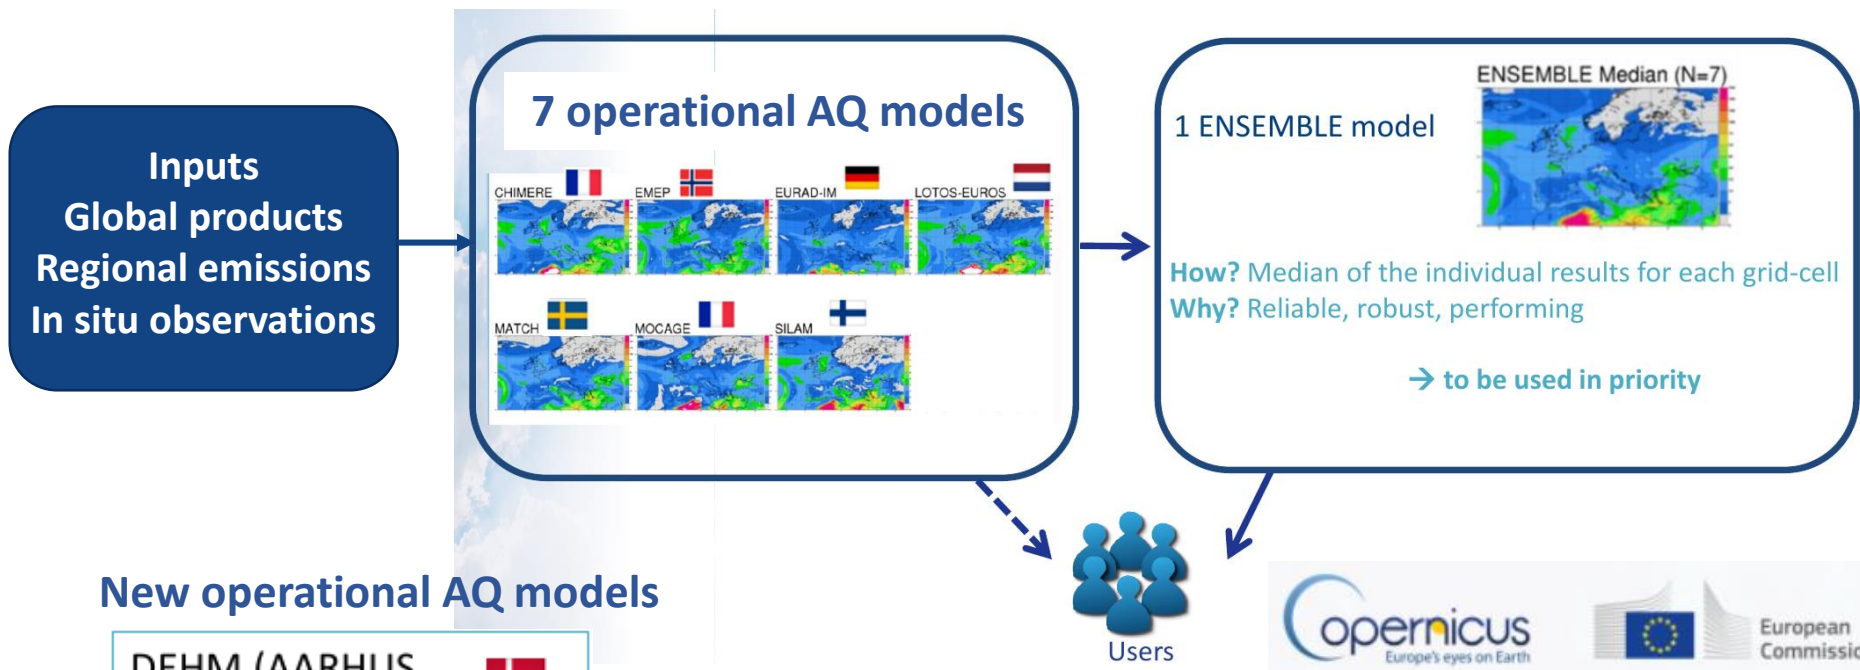 Inputs
Global products
Regional emissions
In situ observations
7 operational AQ models
CHIMERE
EMEP
EURAD-IM
LOTOS-EUROS
MATCH
MOCAGE
SILAM
ENSEMBLE Median (N=7)
1 ENSEMBLE model
How? Median of the individual results for each grid-cell
Why? Reliable, robust, performing
→ to be used in priority
Users
New operational AQ models
DEHM (AARHUS
opernicus
Europe's eyes on Earth
European
Commissio